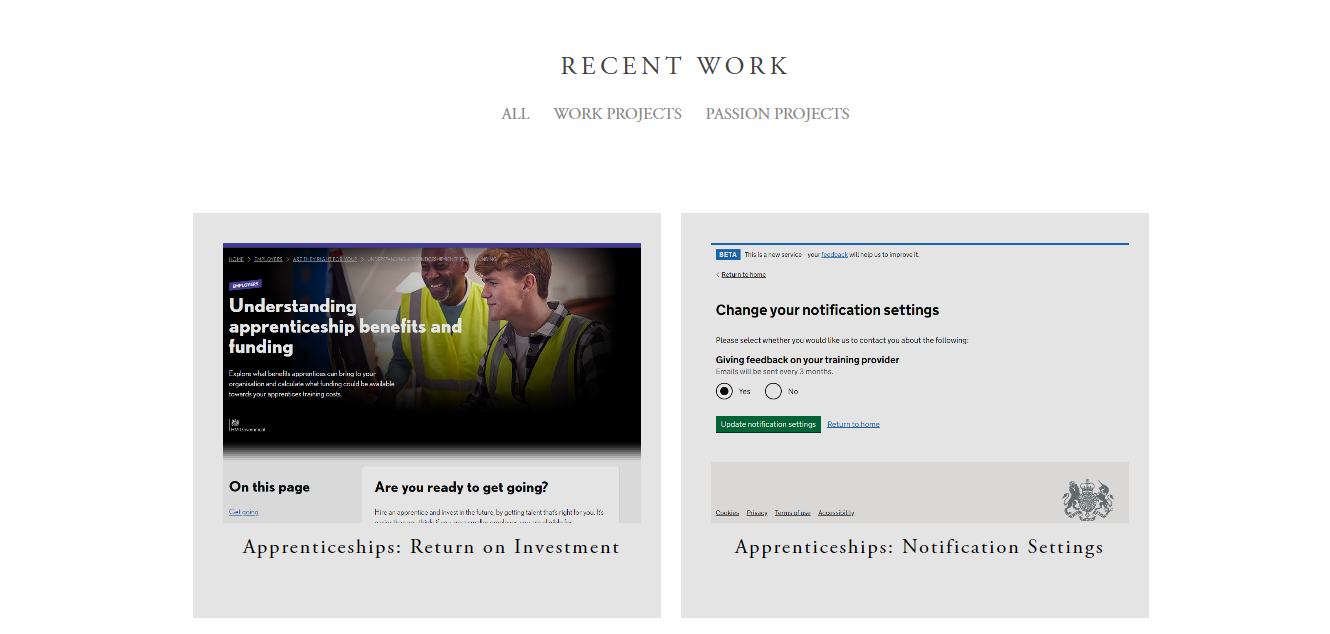 RECENT WORK
ALL WORK PROJECTS PASSION PROJECTS
HOME > EMPLOYERS > ARE THEY RIGHT FOR YOU? > UNDERSTANDING APPRENTICESHIP BENEFITS AND FUNDING
EMPLOYERS
Understanding
apprenticeship benefits and
funding
Explore what benefits apprentices can bring to your
organisation and calculate what funding could be available
towards your apprentices training costs.
HM Government
On this page
Get going
Are you ready to get going?
Hire an apprentice and invest in the future, by getting talent that's right for you. It's
Apprenticeships: Return on Investment
BETA This is a new service - your feedback will help us to improve it.
< Return to home
Change your notification settings
Please select whether you would like us to contact you about the following:
Giving feedback on your training provider
Emails will be sent every 3 months.
Yes No
Update notification settings Return to home
Cookies Privacy Terms of use Accessibility
Apprenticeships: Notification Settings